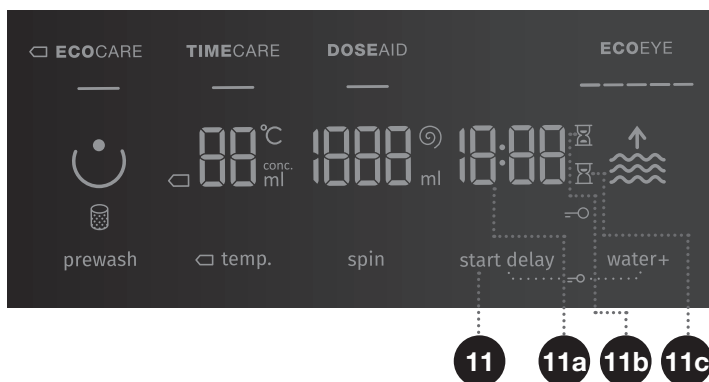 ECOCARE TIMECARE DOSEAID ECOEYE
88 °C conc. ml 1888 ml 18:88
prewash temp. spin start delay water+
11 11a 11b 11c